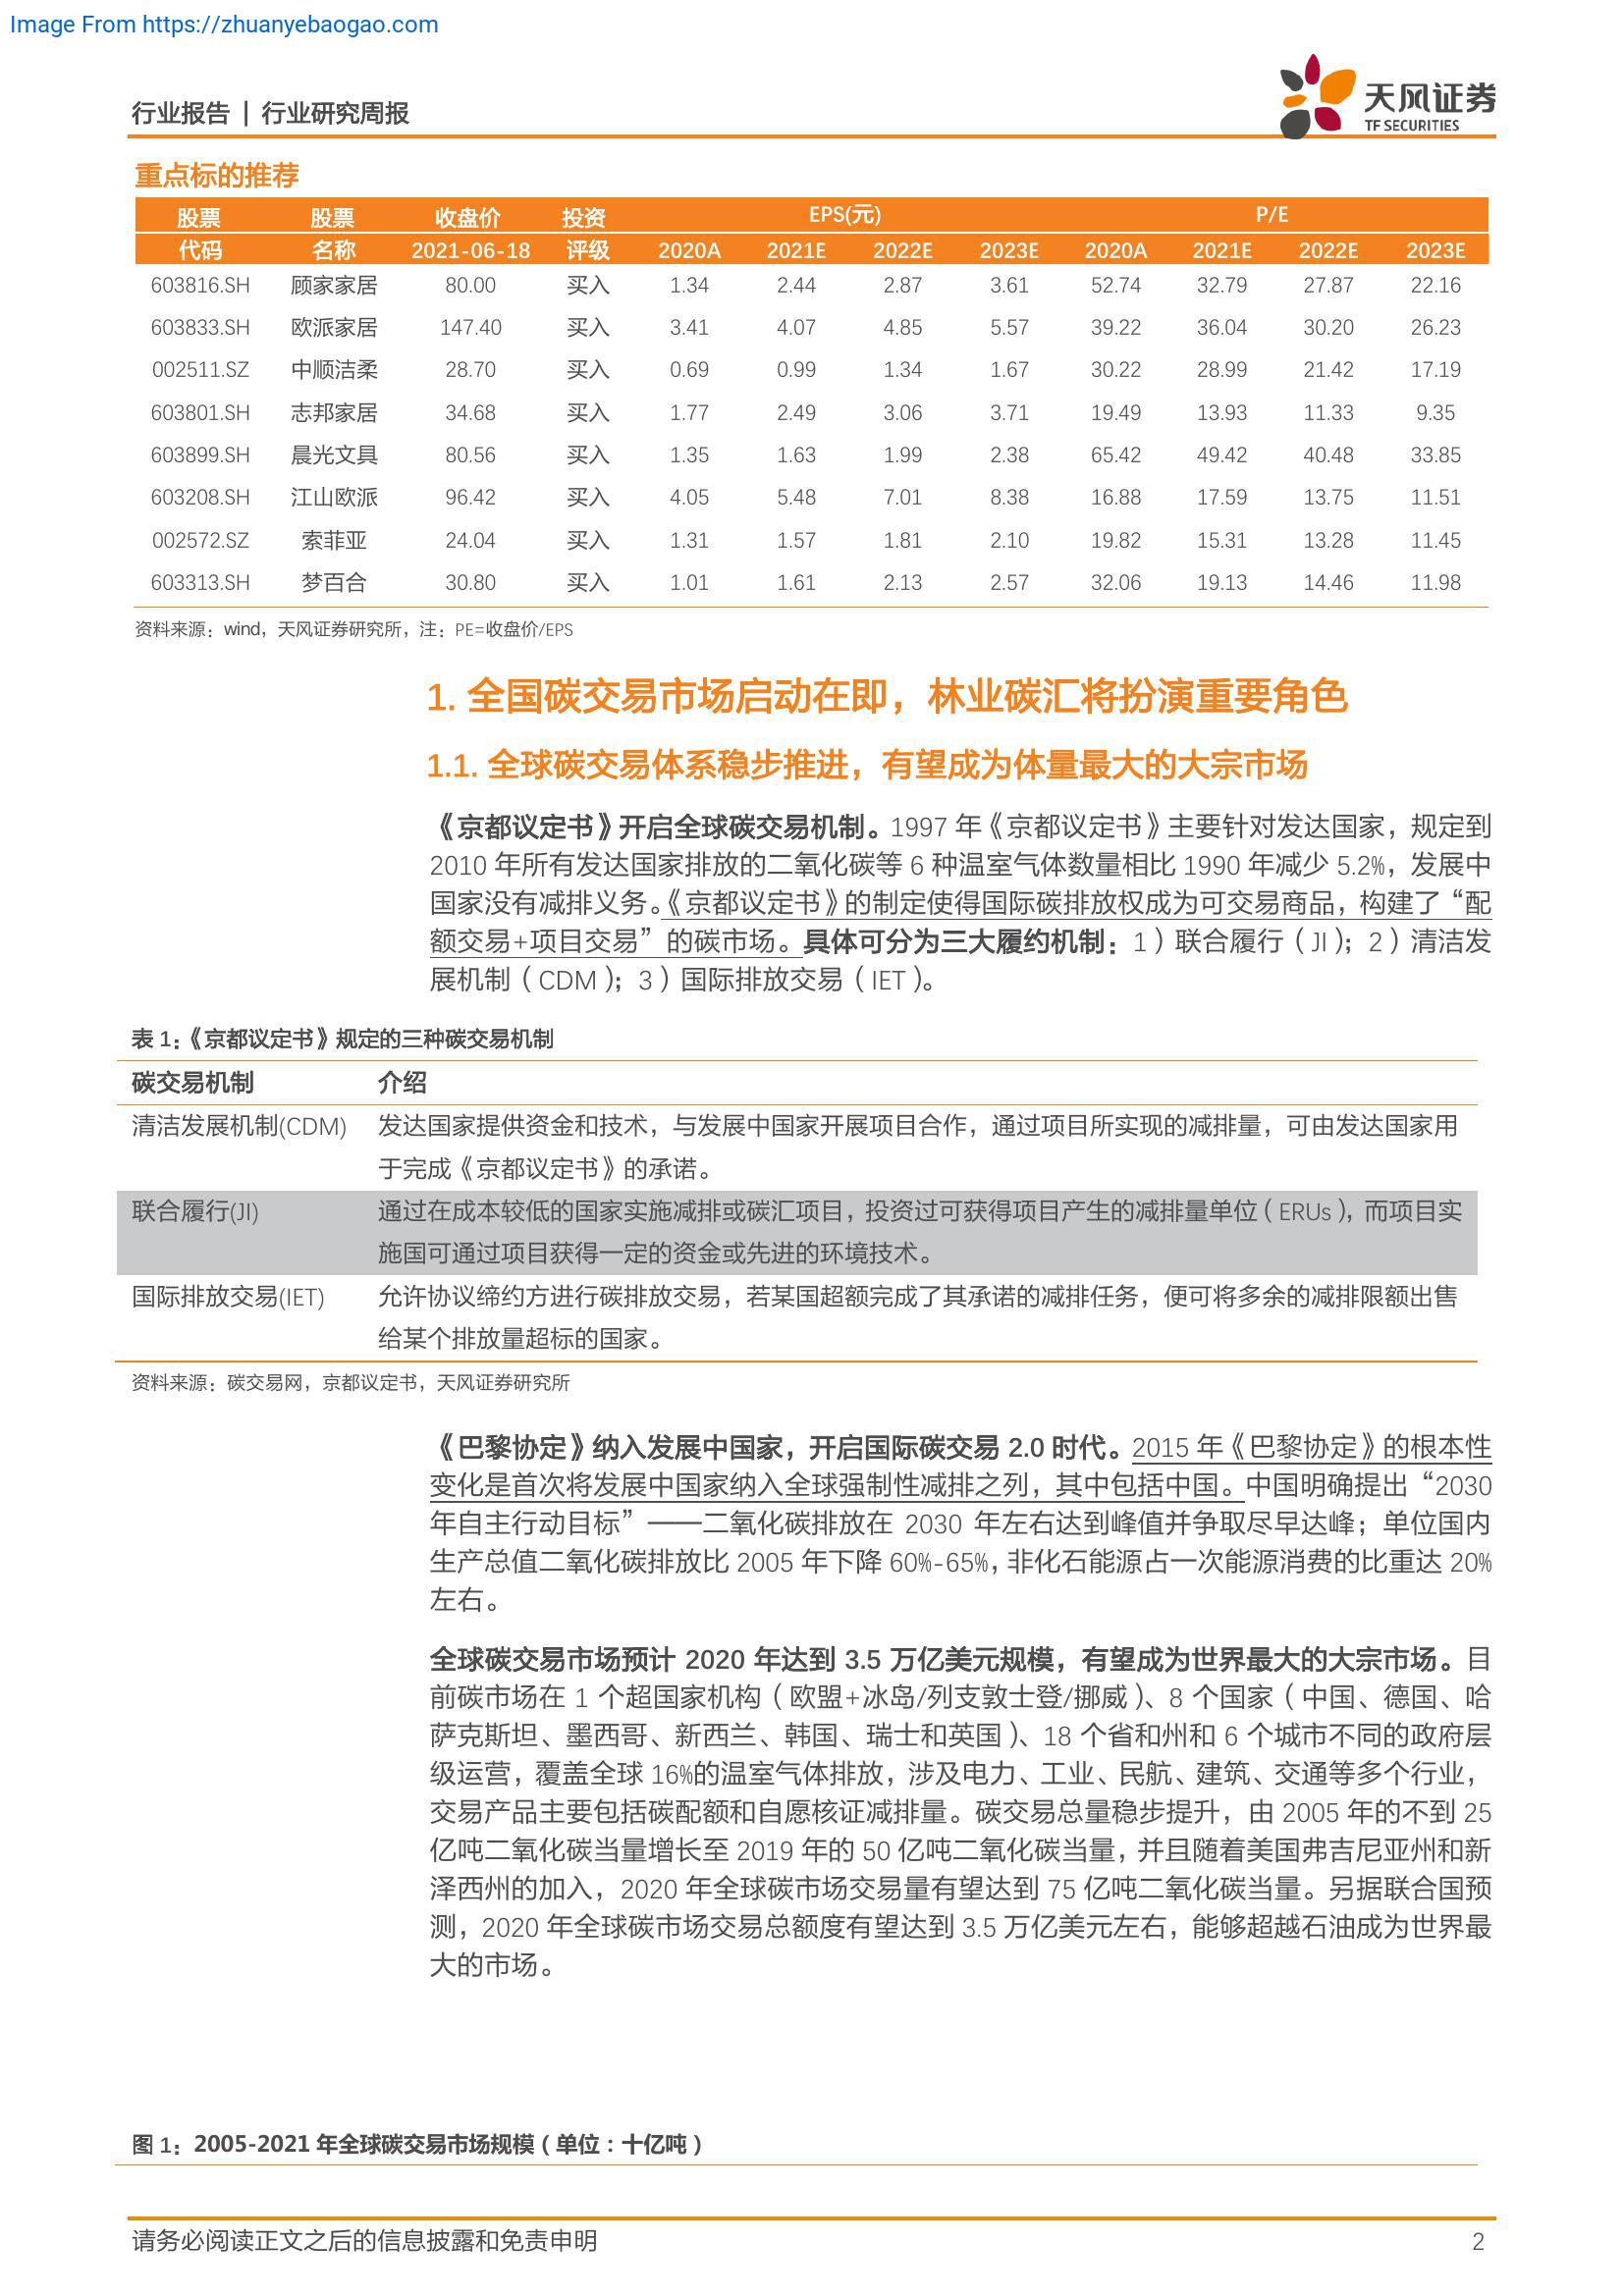 Image From https://zhuanyebaogao.com
行业报告 | 行业研究周报
天风证券
TF SECURITIES
重点标的推荐
股票 股票 收盘价 投资 EPS(元) P/E
代码 名称 2021-06-18 评级 2020A 2021E 2022E 2023E 2020A 2021E 2022E 2023E
603816.SH 顾家家居 80.00 买入 1.34 2.44 2.87 3.61 52.74 32.79 27.87 22.16
603833.SH 欧派家居 147.40 买入 3.41 4.07 4.85 5.57 39.22 36.04 30.20 26.23
002511.SZ 中顺洁柔 28.70 买入 0.69 0.99 1.34 1.67 30.22 28.99 21.42 17.19
603801.SH 志邦家居 34.68 买入 1.77 2.49 3.06 3.71 19.49 13.93 11.33 9.35
603899.SH 晨光文具 80.56 买入 1.35 1.63 1.99 2.38 65.42 49.42 40.48 33.85
603208.SH 江山欧派 96.42 买入 4.05 5.48 7.01 8.38 16.88 17.59 13.75 11.51
002572.SZ 索菲亚 24.04 买入 1.31 1.57 1.81 2.10 19.82 15.31 13.28 11.45
603313.SH 梦百合 30.80 买入 1.01 1.61 2.13 2.57 32.06 19.13 14.46 11.98
资料来源：wind，天风证券研究所，注：PE=收盘价/EPS
1. 全国碳交易市场启动在即，林业碳汇将扮演重要角色
1.1. 全球碳交易体系稳步推进，有望成为体量最大的大宗市场
《京都议定书》开启全球碳交易机制。1997 年《京都议定书》主要针对发达国家，规定到
2010 年所有发达国家排放的二氧化碳等 6 种温室气体数量相比 1990 年减少 5.2%，发展中
国家没有减排义务。《京都议定书》的制定使得国际碳排放权成为可交易商品，构建了“配
额交易+项目交易”的碳市场。具体可分为三大履约机制：1）联合履行（JI）；2）清洁发
展机制（CDM）；3）国际排放交易（IET）。
表 1：《京都议定书》规定的三种碳交易机制
碳交易机制 介绍
清洁发展机制(CDM) 发达国家提供资金和技术，与发展中国家开展项目合作，通过项目所实现的减排量，可由发达国家用
于完成《京都议定书》的承诺。
联合履行(JI) 通过在成本较低的国家实施减排或碳汇项目，投资过可获得项目产生的减排量单位（ERUs），而项目实
施国可通过项目获得一定的资金或先进的环境技术。
国际排放交易(IET) 允许协议缔约方进行碳排放交易，若某国超额完成了其承诺的减排任务，便可将多余的减排限额出售
给某个排放量超标的国家。
资料来源：碳交易网，京都议定书，天风证券研究所
《巴黎协定》纳入发展中国家，开启国际碳交易 2.0 时代。2015 年《巴黎协定》的根本性
变化是首次将发展中国家纳入全球强制性减排之列，其中包括中国。中国明确提出“2030
年自主行动目标”——二氧化碳排放在 2030 年左右达到峰值并争取尽早达峰；单位国内
生产总值二氧化碳排放比 2005 年下降 60%-65%，非化石能源占一次能源消费的比重达 20%
左右。
全球碳交易市场预计 2020 年达到 3.5 万亿美元规模，有望成为世界最大的大宗市场。目
前碳市场在 1 个超国家机构（欧盟+冰岛/列支敦士登/挪威）、8 个国家（中国、德国、哈
萨克斯坦、墨西哥、新西兰、韩国、瑞士和英国）、18 个省和州和 6 个城市不同的政府层
级运营，覆盖全球 16%的温室气体排放，涉及电力、工业、民航、建筑、交通等多个行业，
交易产品主要包括碳配额和自愿核证减排量。碳交易总量稳步提升，由 2005 年的不到 25
亿吨二氧化碳当量增长至 2019 年的 50 亿吨二氧化碳当量，并且随着美国弗吉尼亚州和新
泽西州的加入，2020 年全球碳市场交易量有望达到 75 亿吨二氧化碳当量。另据联合国预
测，2020 年全球碳市场交易总额度有望达到 3.5 万亿美元左右，能够超越石油成为世界最
大的市场。
图 1：2005-2021 年全球碳交易市场规模（单位：十亿吨）
请务必阅读正文之后的信息披露和免责申明 2